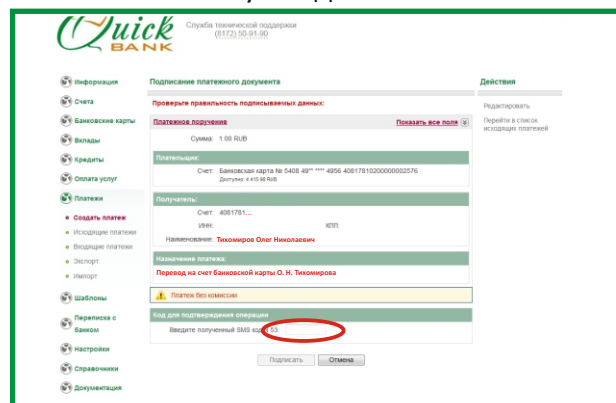 Quick
BANK
Служба технической поддержки
(8172) 50-91-90
Информация
Счета
Банковские карты
Вклады
Кредиты
Оплата услуг
Платежи
Создать платеж
Исходящие платежи
Входящие платежи
Экспорт
Импорт
Шаблоны
Переписка с
Банком
Настройки
Справочники
Документация
Подписание платежного документа
Проверьте правильность подписываемых данных:
Платежное поручение Показать все поля
Сумма: 1.00 RUB
Плательщик:
Счет: Банковская карта № 5408 49** **** 4956 40817810200000002576
Доступно: 4 415.98 RUB
Получатель:
Счет: 4081781...
ИНН: КПП:
Наименование: Тихомиров Олег Николаевич
Назначение платежа:
Перевод на счет банковской карты О. Н. Тихомирова
Платеж без комиссии
Код для подтверждения операции
Введите полученный SMS код 53
Подписать Отмена
Действия
Редактировать
Перейти в список
исходящих платежей